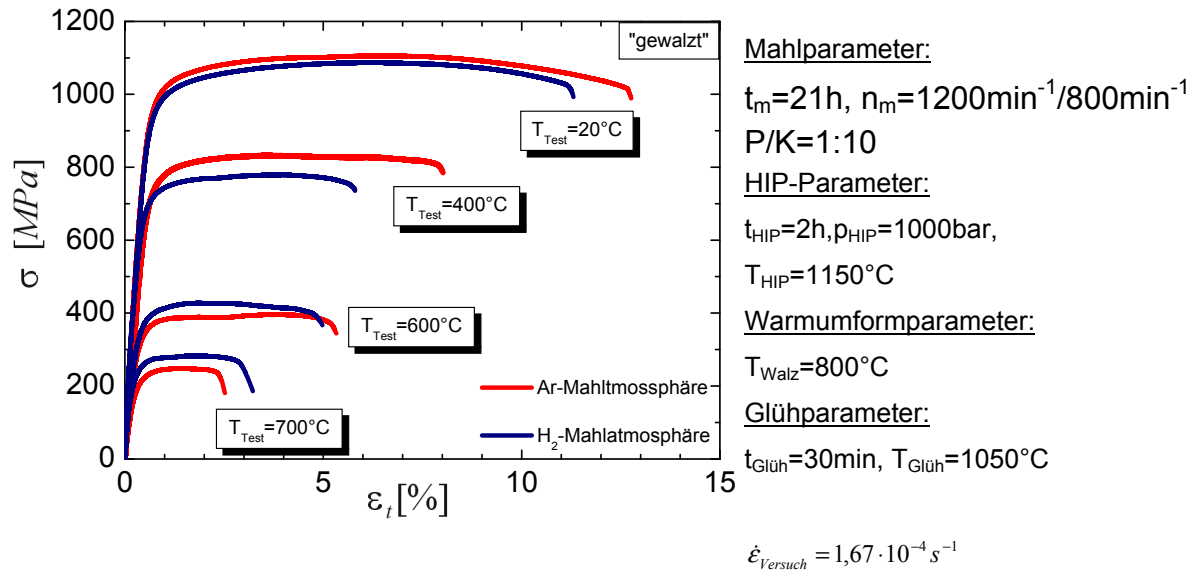 1200
1000
800
600
400
200
0
σ [MPa]
"gewalzt"
T_Test=20°C
T_Test=400°C
T_Test=600°C
T_Test=700°C
Ar-Mahltmossphäre
H₂-Mahlatmosphäre
0 5 10 15
ε_t[%]
Mahlparameter:
t_m=21h, n_m=1200min⁻¹/800min⁻¹
P/K=1:10
HIP-Parameter:
t_HIP=2h,p_HIP=1000bar,
T_HIP=1150°C
Warmumformparameter:
T_Walz=800°C
Glühparameter:
t_Glüh=30min, T_Glüh=1050°C
ε̇_Versuch = 1,67·10⁻⁴ s⁻¹